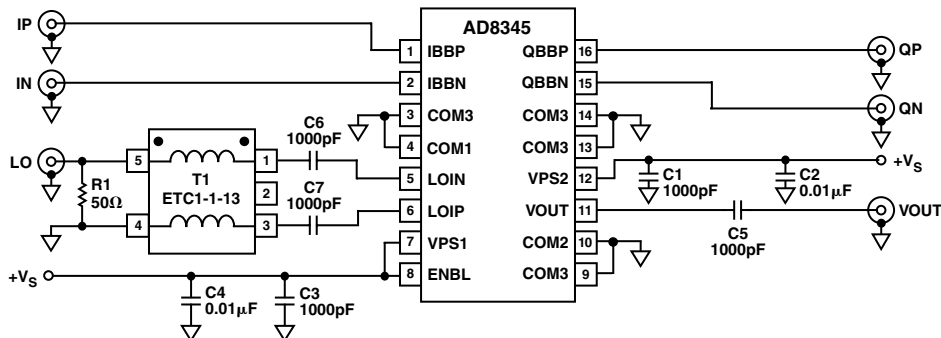 AD8345
IP
IN
LO
R1
50Ω
5
4
T1
ETC1-1-13
1
2
3
C6
1000pF
C7
1000pF
+VS
C4
0.01µF
C3
1000pF
1 IBBP
2 IBBN
3 COM3
4 COM1
5 LOIN
6 LOIP
7 VPS1
8 ENBL
QBBP 16
QBBN 15
COM3 14
COM3 13
VPS2 12
VOUT 11
COM2 10
COM3 9
QP
QN
+VS
C1
1000pF
C2
0.01µF
VOUT
C5
1000pF